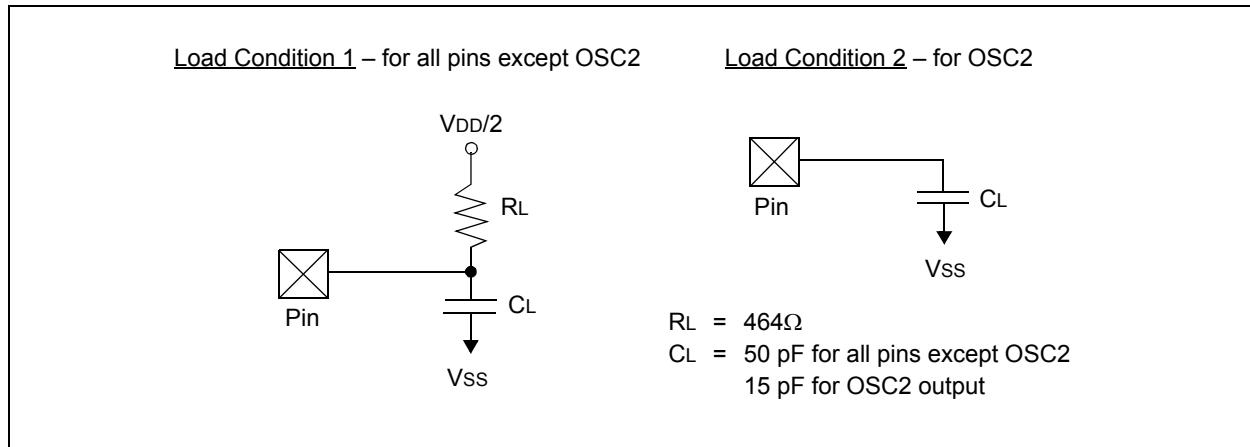 Load Condition 1 – for all pins except OSC2
VDD/2
RL
Pin
CL
VSS
Load Condition 2 – for OSC2
Pin
CL
VSS
RL = 464Ω
CL = 50 pF for all pins except OSC2
15 pF for OSC2 output